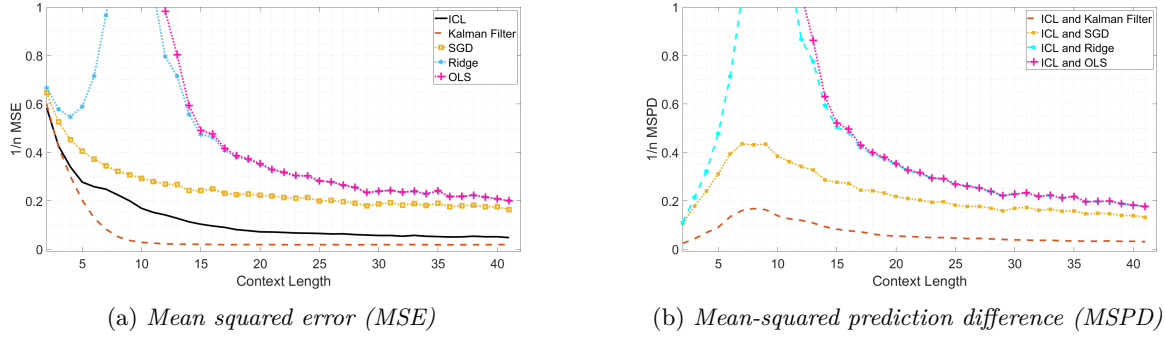 1
0.8
0.6
0.4
0.2
0
1/n MSE
5
10
15
20
25
30
35
40
Context Length
ICL
Kalman Filter
SGD
Ridge
OLS
(a) Mean squared error (MSE)
1
0.8
0.6
0.4
0.2
0
1/n MSPD
5
10
15
20
25
30
35
40
Context Length
ICL and Kalman Filter
ICL and SGD
ICL and Ridge
ICL and OLS
(b) Mean-squared prediction difference (MSPD)